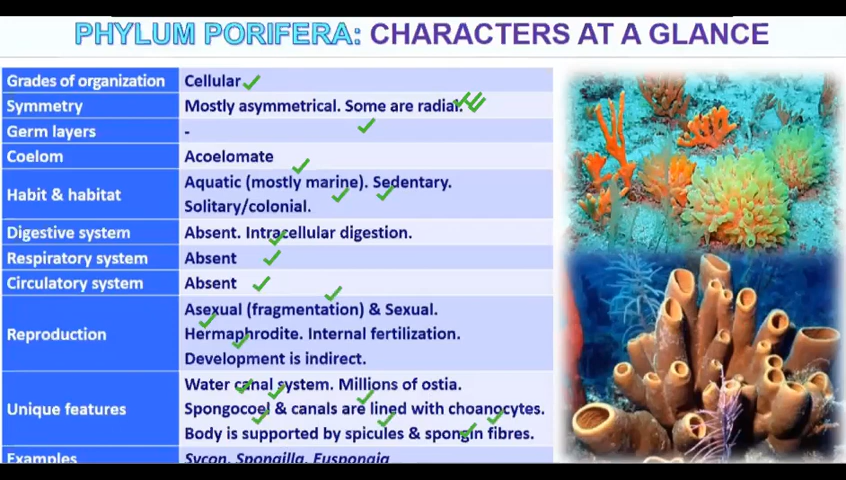 PHYLUM PORIFERA: CHARACTERS AT A GLANCE
Grades of organization Cellular
Symmetry Mostly asymmetrical. Some are radial.
Germ layers -
Coelom Acoelomate
Habit & habitat Aquatic (mostly marine). Sedentary.
Solitary/colonial.
Digestive system Absent. Intracellular digestion.
Respiratory system Absent
Circulatory system Absent
Reproduction Asexual (fragmentation) & Sexual.
Hermaphrodite. Internal fertilization.
Development is indirect.
Unique features Water canal system. Millions of ostia.
Spongocoel & canals are lined with choanocytes.
Body is supported by spicules & spongin fibres.
Examples Sycon, Spongilla, Euspongia